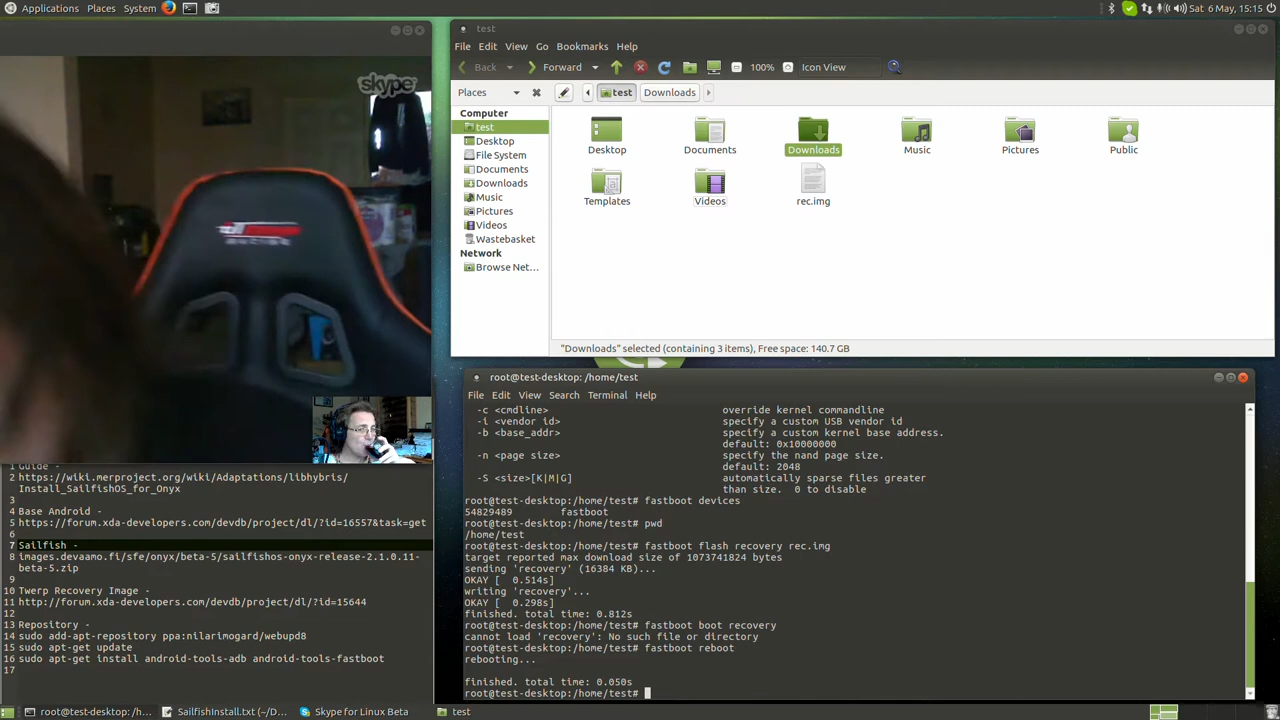 Applications Places System
Sat 6 May, 15:15
skype
RACING
test
File Edit View Go Bookmarks Help
Back Forward 100% Icon View
Places test Downloads
Computer
test
Desktop
File System
Documents
Downloads
Music
Pictures
Videos
Wastebasket
Network
Browse Net...
Desktop Documents Downloads Music Pictures Public
Templates Videos rec.img
"Downloads" selected (containing 3 items), Free space: 140.7 GB
1 Guide -
2 https://wiki.merproject.org/wiki/Adaptations/libhybris/
Install_SailfishOS_for_Onyx
3
4 Base Android -
5 https://forum.xda-developers.com/devdb/project/dl/?id=16557&task=get
6
7 Sailfish -
8 images.devaamo.fi/sfe/onyx/beta-5/sailfishos-onyx-release-2.1.0.11-
beta-5.zip
9
10 Twerp Recovery Image -
11 http://forum.xda-developers.com/devdb/project/dl/?id=15644
12
13 Repository -
14 sudo add-apt-repository ppa:nilarimogard/webupd8
15 sudo apt-get update
16 sudo apt-get install android-tools-adb android-tools-fastboot
17
root@test-desktop: /home/test
File Edit View Search Terminal Help
-c <cmdline> override kernel commandline
-i <vendor id> specify a custom USB vendor id
-b <base_addr> specify a custom kernel base address.
default: 0x10000000
-n <page size> specify the nand page size.
default: 2048
-S <size>[K|M|G] automatically sparse files greater
than size. 0 to disable
root@test-desktop:/home/test# fastboot devices
54829489 fastboot
root@test-desktop:/home/test# pwd
/home/test
root@test-desktop:/home/test# fastboot flash recovery rec.img
target reported max download size of 1073741824 bytes
sending 'recovery' (16384 KB)...
OKAY [ 0.514s]
writing 'recovery'...
OKAY [ 0.298s]
finished. total time: 0.812s
root@test-desktop:/home/test# fastboot boot recovery
cannot load 'recovery': No such file or directory
root@test-desktop:/home/test# fastboot reboot
rebooting...
finished. total time: 0.050s
root@test-desktop:/home/test#
root@test-desktop: /h... SailfishInstall.txt (~/D... Skype for Linux Beta test